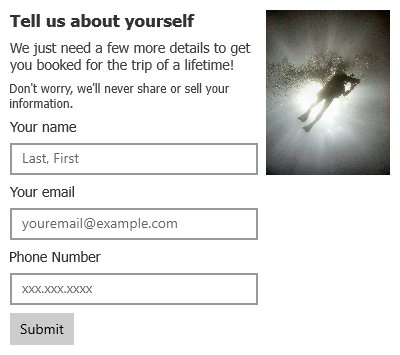 Tell us about yourself
We just need a few more details to get
you booked for the trip of a lifetime!
Don't worry, we'll never share or sell your
information.
Your name
Last, First
Your email
youremail@example.com
Phone Number
xxx.xxx.xxxx
Submit